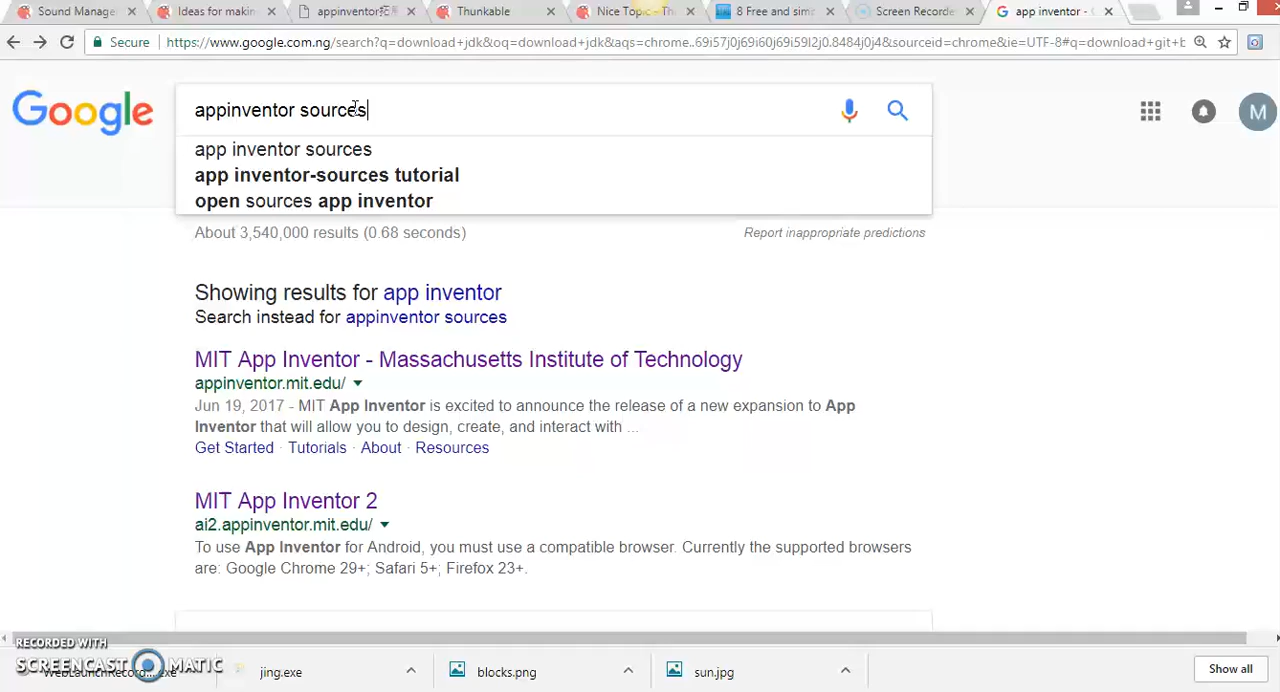 Sound Manage
Ideas for makin
appinventor
Thunkable
Nice Topic - Th
8 Free and simp
Screen Recorde
app inventor -
Secure
https://www.google.com.ng/search?q=download+jdk&oq=download+jdk&aqs=chrome..69i57j0j69i60j69i59l2j0.8484j0j4&sourceid=chrome&ie=UTF-8#q=download+git+b
Google
appinventor sources
M
app inventor sources
app inventor-sources tutorial
open sources app inventor
About 3,540,000 results (0.68 seconds)
Report inappropriate predictions
Showing results for app inventor
Search instead for appinventor sources
MIT App Inventor - Massachusetts Institute of Technology
appinventor.mit.edu/
Jun 19, 2017 - MIT App Inventor is excited to announce the release of a new expansion to App
Inventor that will allow you to design, create, and interact with ...
Get Started · Tutorials · About · Resources
MIT App Inventor 2
ai2.appinventor.mit.edu/
To use App Inventor for Android, you must use a compatible browser. Currently the supported browsers
are: Google Chrome 29+; Safari 5+; Firefox 23+.
RECORDED WITH
SCREENCAST MATIC
jing.exe
blocks.png
sun.jpg
Show all